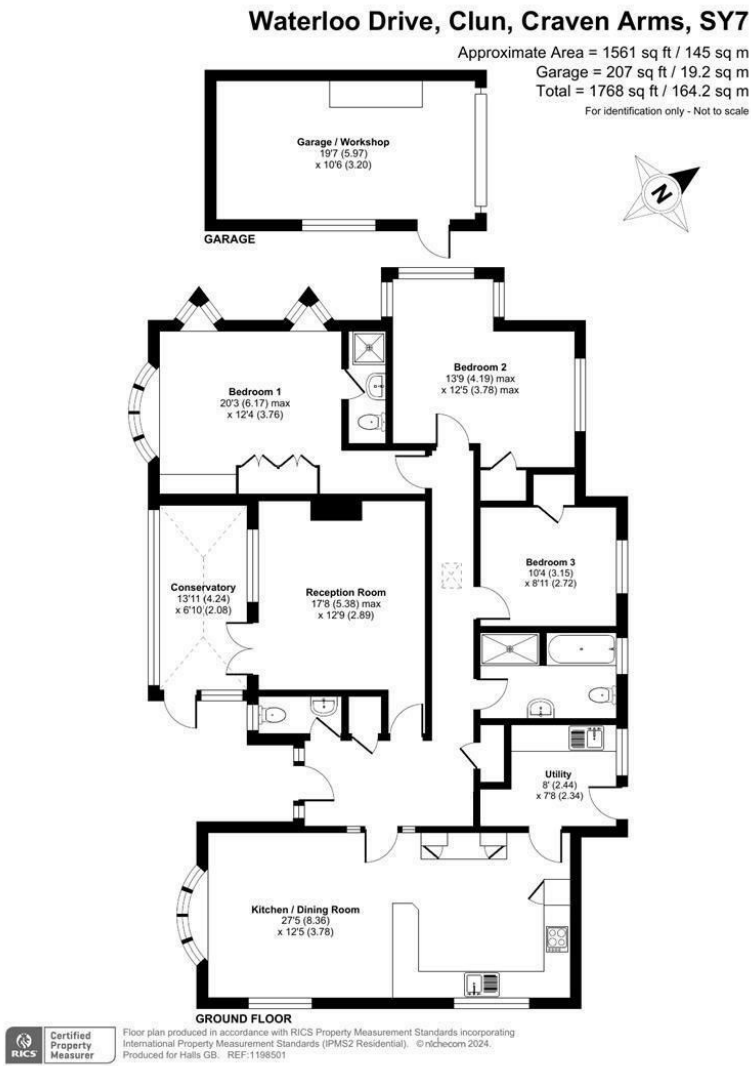 Waterloo Drive, Clun, Craven Arms, SY7
Approximate Area = 1561 sq ft / 145 sq m
Garage = 207 sq ft / 19.2 sq m
Total = 1768 sq ft / 164.2 sq m
For identification only - Not to scale
Garage / Workshop
19'7 (5.97)
x 10'6 (3.20)
GARAGE
N
Bedroom 1
20'3 (6.17) max
x 12'4 (3.76)
Bedroom 2
13'9 (4.19) max
x 12'5 (3.78) max
Bedroom 3
10'4 (3.15)
x 8'11 (2.72)
Conservatory
13'11 (4.24)
x 6'10 (2.08)
Reception Room
17'8 (5.38) max
x 12'9 (2.89)
Utility
8' (2.44)
x 7'8 (2.34)
Kitchen / Dining Room
27'5 (8.36)
x 12'5 (3.78)
GROUND FLOOR
RICS
Certified
Property
Measurer
Floor plan produced in accordance with RICS Property Measurement Standards incorporating
International Property Measurement Standards (IPMS2 Residential). © nichecom 2024.
Produced for Halls GB. REF:1198501